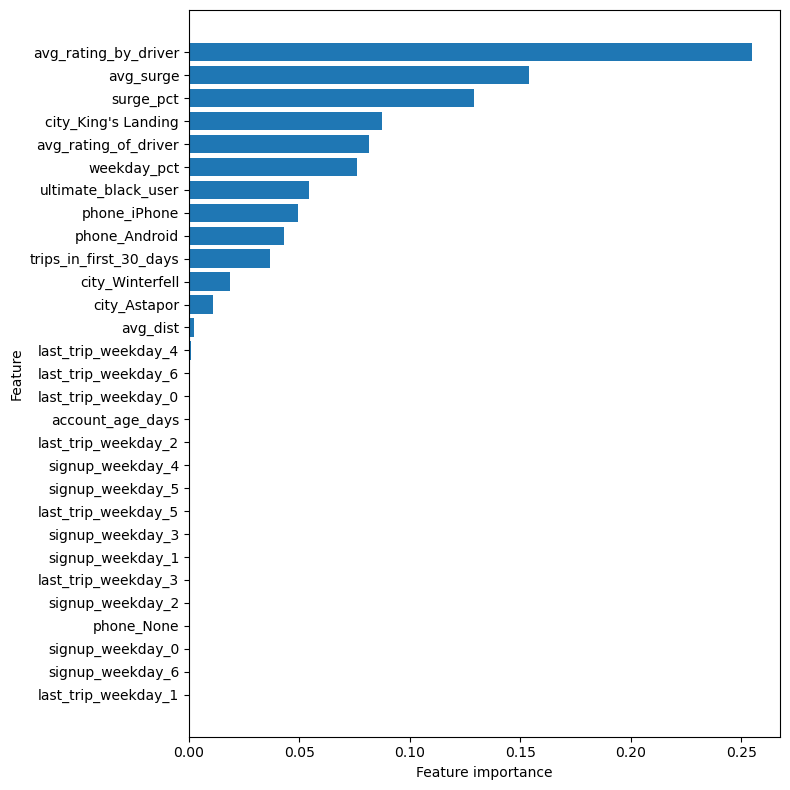 avg_rating_by_driver
avg_surge
surge_pct
city_King's Landing
avg_rating_of_driver
weekday_pct
ultimate_black_user
phone_iPhone
phone_Android
trips_in_first_30_days
city_Winterfell
city_Astapor
avg_dist
last_trip_weekday_4
last_trip_weekday_6
last_trip_weekday_0
account_age_days
last_trip_weekday_2
signup_weekday_4
signup_weekday_5
last_trip_weekday_5
signup_weekday_3
signup_weekday_1
last_trip_weekday_3
signup_weekday_2
phone_None
signup_weekday_0
signup_weekday_6
last_trip_weekday_1
Feature
0.00 0.05 0.10 0.15 0.20 0.25
Feature importance